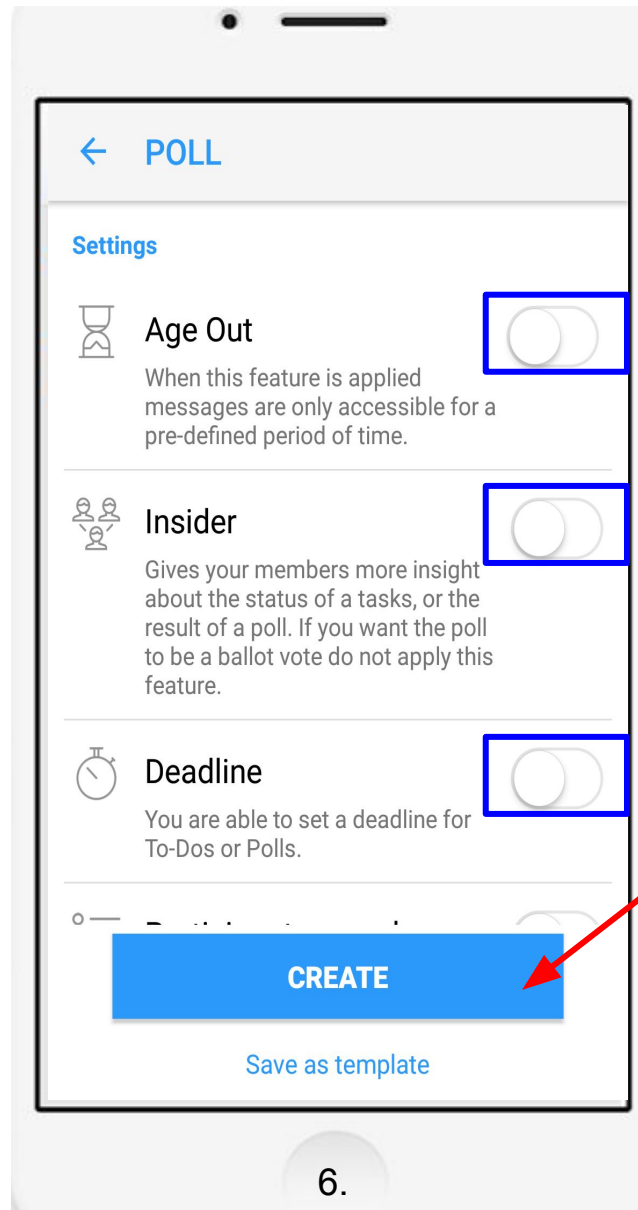 POLL
Settings
Age Out
When this feature is applied
messages are only accessible for a
pre-defined period of time.
Insider
Gives your members more insight
about the status of a tasks, or the
result of a poll. If you want the poll
to be a ballot vote do not apply this
feature.
Deadline
You are able to set a deadline for
To-Dos or Polls.
CREATE
Save as template
6.